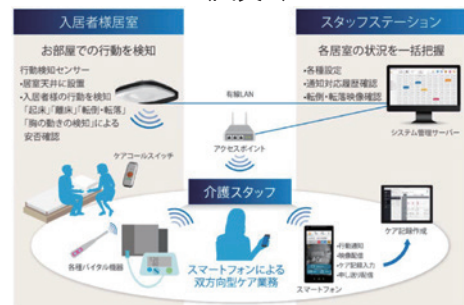 入居者様居室
お部屋での行動を検知
行動検知センサー
•居室天井に設置
•入居者様の行動を検知
「起床」「離床」「転倒・転落」
「胸の動きの検知」による
安否確認
ケアコールスイッチ
有線LAN
アクセスポイント
スタッフステーション
各居室の状況を一括把握
•各種設定
•通知対応履歴確認
•転倒・転落映像確認
システム管理サーバー
介護スタッフ
ケア記録作成
各種バイタル機器
スマートフォンによる
双方向型ケア業務
•行動通知
•映像配信
•ケア記録入力
•申し送り配信
スマートフォン